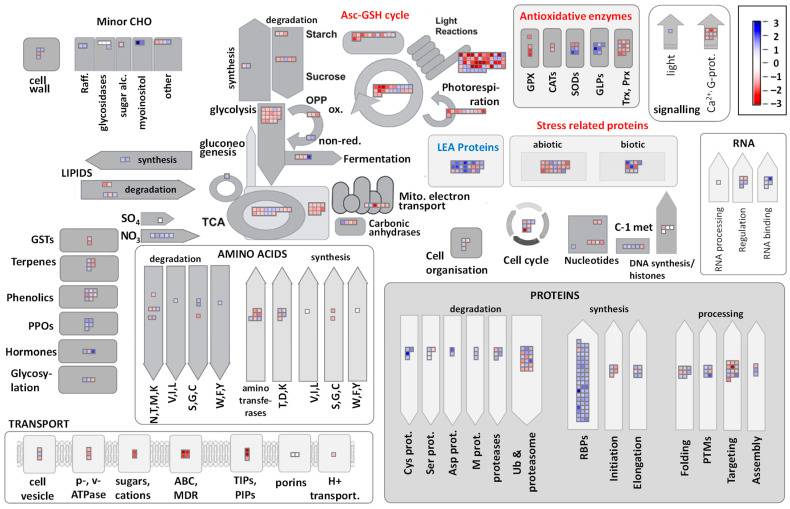 Minor CHO
cell
wall
Raff.
glycosidases
sugar alc.
myoinositol
other
degradation
synthesis
Starch
Sucrose
Asc-GSH cycle
Light
Reactions
Photorespi-
ration
Antioxidative enzymes
GPX
CATs
SODs
GLPs
Trx, Prx
light
Ca²⁺- G-prot.
signalling
3
2
1
0
−1
−2
−3
glycolysis
OPP
ox.
non-red.
gluconeo
genesis
Fermentation
LIPIDS
synthesis
degradation
SO4
NO3
TCA
Mito. electron
transport
Carbonic
anhydrases
LEA Proteins
Stress related proteins
abiotic
biotic
RNA
RNA processing
Regulation
RNA binding
Cell
organisation
Cell cycle
Nucleotides
C-1 met
DNA synthesis/
histones
GSTs
Terpenes
Phenolics
PPOs
Hormones
Glycosy-
lation
AMINO ACIDS
degradation
synthesis
N,T,M,K
V,I,L
S,G,C
W,F,Y
amino
transfe-
rases
T,D,K
V,I,L
S,G,C
W,F,Y
PROTEINS
degradation
synthesis
processing
Cys prot.
Ser prot.
Asp prot.
M prot.
proteases
Ub &
proteasome
RBPs
Initiation
Elongation
Folding
PTMs
Targeting
Assembly
TRANSPORT
cell
vesicle
p-, v-
ATPase
sugars,
cations
ABC,
MDR
TIPs,
PIPs
porins
H+
transport.